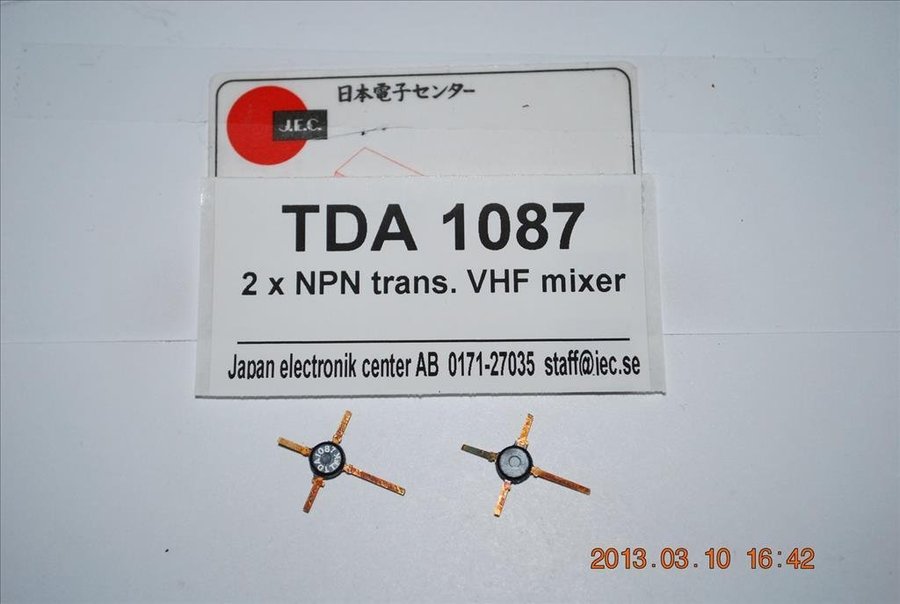 日本電子センター
J.E.C.
TDA 1087
2 x NPN trans. VHF mixer
Japan electronik center AB 0171-27035 staff@jec.se
2013.03.10 16:42